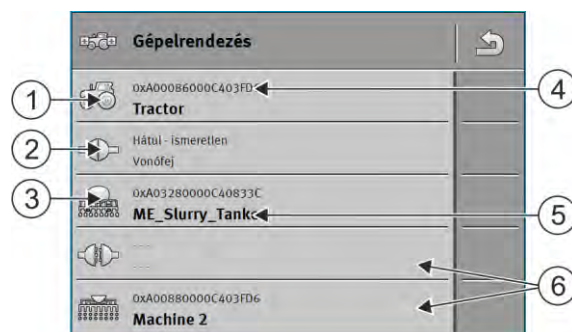 Gépelrendezés
1
0xA00086000C403FD
4
Tractor
2
Hátul - ismeretlen
Vonófej
3
0xA03280000C40833C
ME_Slurry_Tank
5
- - -
- - -
6
0xA00880000C403FD6
Machine 2